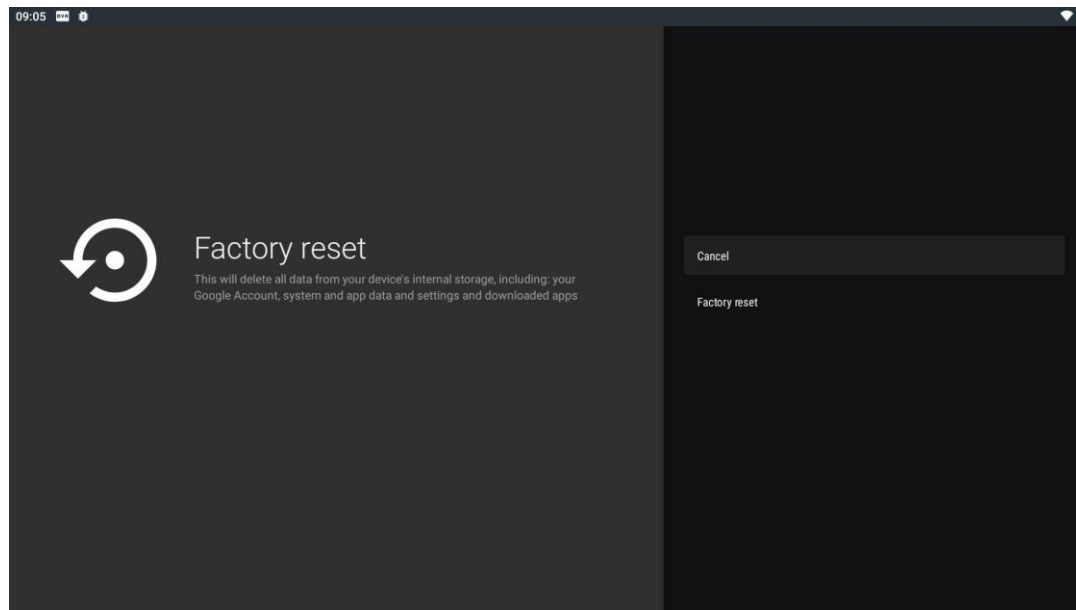 09:05
Factory reset
This will delete all data from your device's internal storage, including: your
Google Account, system and app data and settings and downloaded apps
Cancel
Factory reset